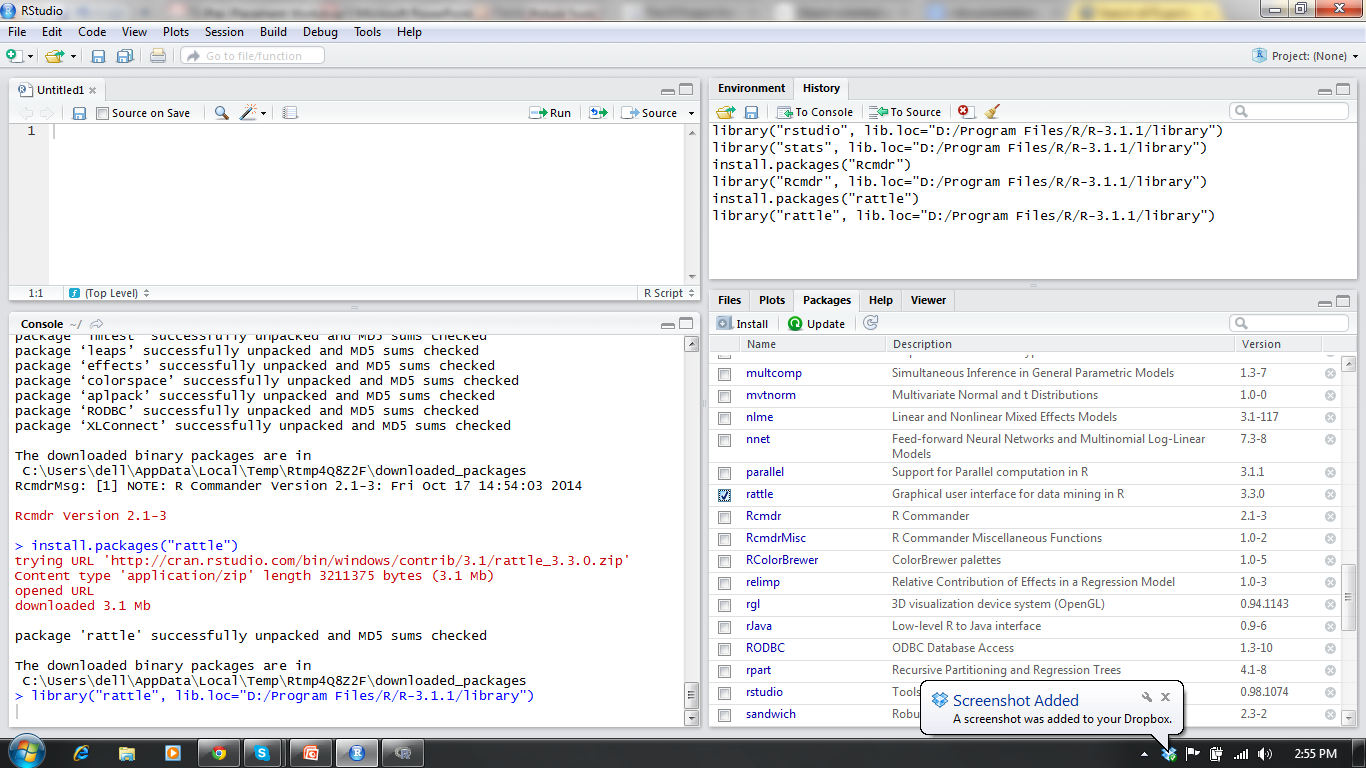 RStudio
File Edit Code View Plots Session Build Debug Tools Help
Go to file/function
Project: (None)
Untitled1
Source on Save
Run
Source
1
1:1 (Top Level) R Script
Console ~/
package ‘lmtest’ successfully unpacked and MD5 sums checked
package ‘leaps’ successfully unpacked and MD5 sums checked
package ‘effects’ successfully unpacked and MD5 sums checked
package ‘colorspace’ successfully unpacked and MD5 sums checked
package ‘aplpack’ successfully unpacked and MD5 sums checked
package ‘RODBC’ successfully unpacked and MD5 sums checked
package ‘XLConnect’ successfully unpacked and MD5 sums checked
The downloaded binary packages are in
C:\Users\dell\AppData\Local\Temp\Rtmp4Q8Z2F\downloaded_packages
RcmdrMsg: [1] NOTE: R Commander Version 2.1-3: Fri Oct 17 14:54:03 2014
Rcmdr Version 2.1-3
> install.packages("rattle")
trying URL 'http://cran.rstudio.com/bin/windows/contrib/3.1/rattle_3.3.0.zip'
Content type 'application/zip' length 3211375 bytes (3.1 Mb)
opened URL
downloaded 3.1 Mb
package ‘rattle’ successfully unpacked and MD5 sums checked
The downloaded binary packages are in
C:\Users\dell\AppData\Local\Temp\Rtmp4Q8Z2F\downloaded_packages
> library("rattle", lib.loc="D:/Program Files/R/R-3.1.1/library")
Environment History
To Console To Source
library("rstudio", lib.loc="D:/Program Files/R/R-3.1.1/library")
library("stats", lib.loc="D:/Program Files/R/R-3.1.1/library")
install.packages("Rcmdr")
library("Rcmdr", lib.loc="D:/Program Files/R/R-3.1.1/library")
install.packages("rattle")
library("rattle", lib.loc="D:/Program Files/R/R-3.1.1/library")
Files Plots Packages Help Viewer
Install Update
Name Description Version
multcomp Simultaneous Inference in General Parametric Models 1.3-7
mvtnorm Multivariate Normal and t Distributions 1.0-0
nlme Linear and Nonlinear Mixed Effects Models 3.1-117
nnet Feed-forward Neural Networks and Multinomial Log-Linear 7.3-8
Models
parallel Support for Parallel computation in R 3.1.1
rattle Graphical user interface for data mining in R 3.3.0
Rcmdr R Commander 2.1-3
RcmdrMisc R Commander Miscellaneous Functions 1.0-2
RColorBrewer ColorBrewer palettes 1.0-5
relimp Relative Contribution of Effects in a Regression Model 1.0-3
rgl 3D visualization device system (OpenGL) 0.94.1143
rJava Low-level R to Java interface 0.9-6
RODBC ODBC Database Access 1.3-10
rpart Recursive Partitioning and Regression Trees 4.1-8
rstudio Tools 0.98.1074
sandwich Robu 2.3-2
Screenshot Added
A screenshot was added to your Dropbox.
2:55 PM